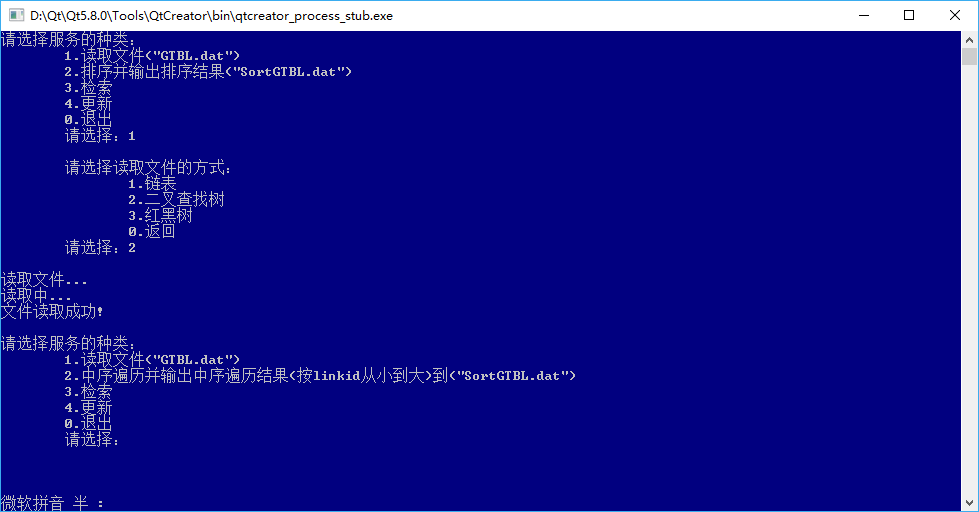 D:\Qt\Qt5.8.0\Tools\QtCreator\bin\qtcreator_process_stub.exe
请选择服务的种类:
1.读取文件("GTBL.dat")
2.排序并输出排序结果("SortGTBL.dat")
3.检索
4.更新
0.退出
请选择: 1
请选择读取文件的方式:
1.链表
2.二叉查找树
3.红黑树
0.返回
请选择: 2
读取文件...
读取中...
文件读取成功!
请选择服务的种类:
1.读取文件("GTBL.dat")
2.中序遍历并输出中序遍历结果(按linkid从小到大)到("SortGTBL.dat")
3.检索
4.更新
0.退出
请选择:
微软拼音 半 :